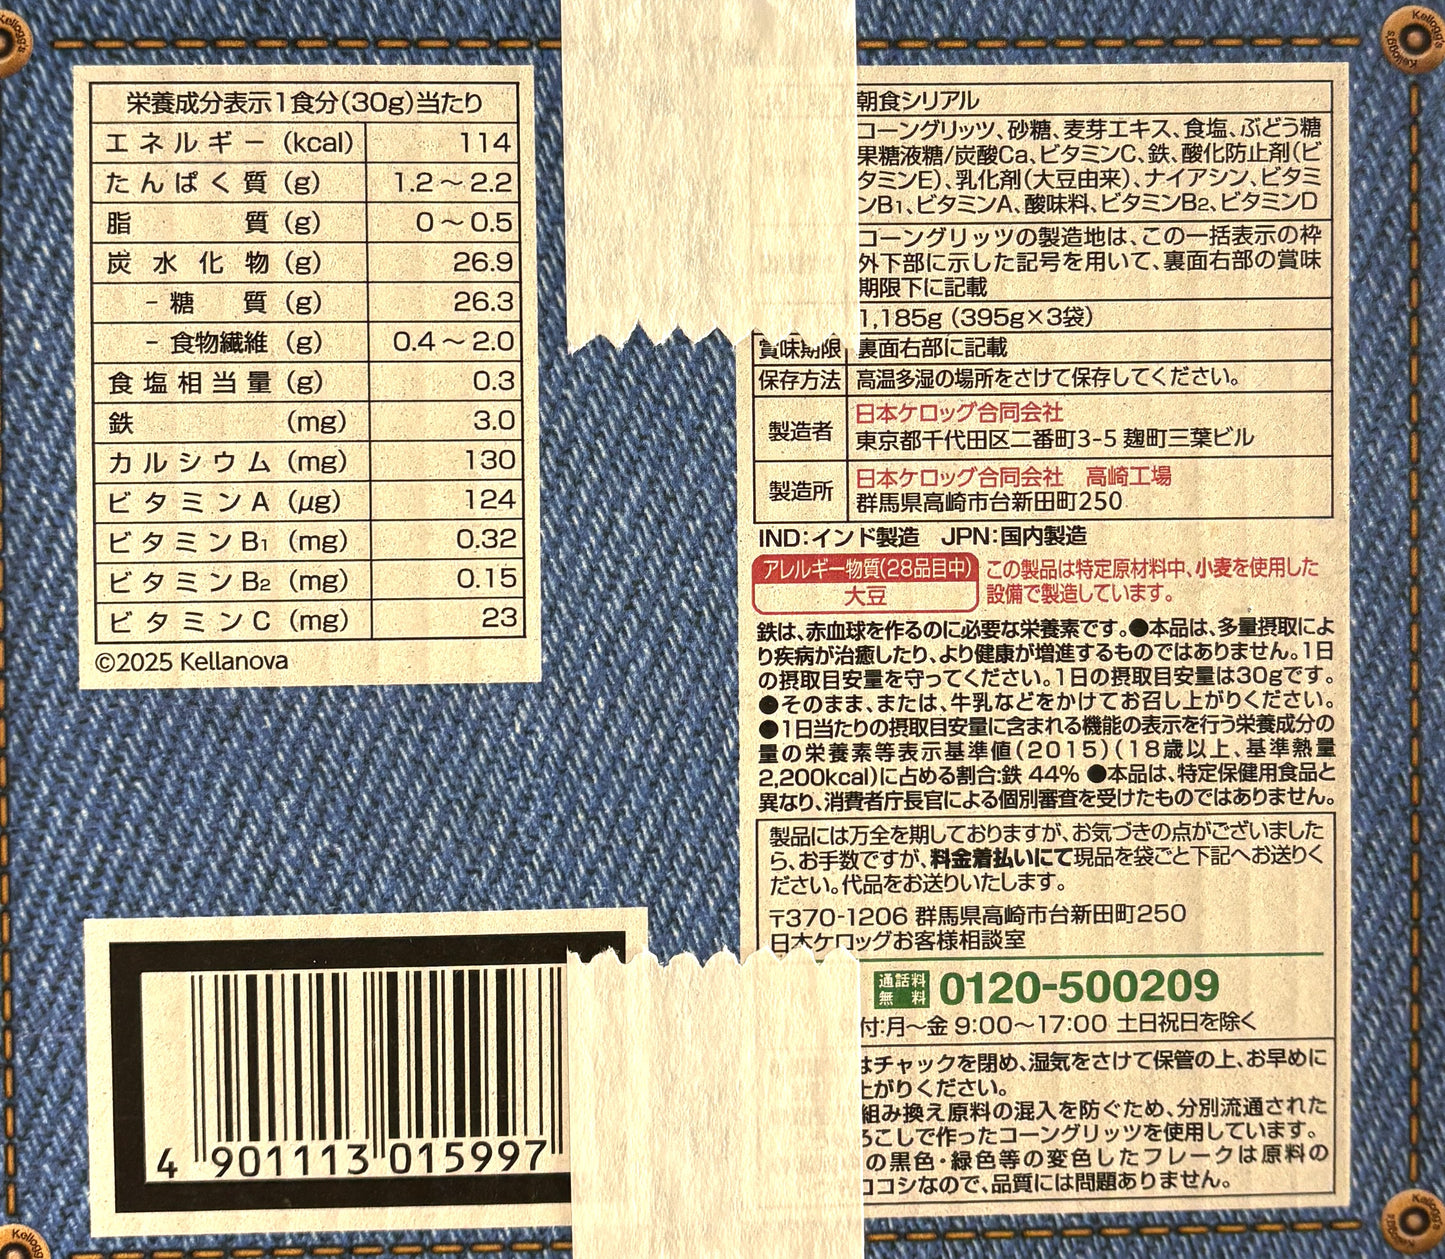 Kellogg's
Kellogg's
栄養成分表示1食分(30g)当たり
エネルギー (kcal) 114
たんぱく質 (g) 1.2～2.2
脂質 (g) 0～0.5
炭水化物 (g) 26.9
－糖質 (g) 26.3
－食物繊維 (g) 0.4～2.0
食塩相当量 (g) 0.3
鉄 (mg) 3.0
カルシウム (mg) 130
ビタミンA (μg) 124
ビタミンB1 (mg) 0.32
ビタミンB2 (mg) 0.15
ビタミンC (mg) 23
©2025 Kellanova
4 901113 015997
朝食シリアル
コーングリッツ、砂糖、麦芽エキス、食塩、ぶどう糖
果糖液糖/炭酸Ca、ビタミンC、鉄、酸化防止剤(ビ
タミンE)、乳化剤(大豆由来)、ナイアシン、ビタミ
ンB1、ビタミンA、酸味料、ビタミンB2、ビタミンD
コーングリッツの製造地は、この一括表示の枠
外下部に示した記号を用いて、裏面右部の賞味
期限下に記載
1,185g (395g×3袋)
賞味期限 裏面右部に記載
保存方法 高温多湿の場所をさけて保存してください。
製造者 日本ケロッグ合同会社
東京都千代田区二番町3-5 麹町三葉ビル
製造所 日本ケロッグ合同会社 高崎工場
群馬県高崎市台新田町250
IND:インド製造 JPN:国内製造
アレルギー物質(28品目中)
大豆
この製品は特定原材料中、小麦を使用した
設備で製造しています。
鉄は、赤血球を作るのに必要な栄養素です。●本品は、多量摂取によ
り疾病が治癒したり、より健康が増進するものではありません。1日
の摂取目安量を守ってください。1日の摂取目安量は30gです。
●そのまま、または、牛乳などをかけてお召し上がりください。
●1日当たりの摂取目安量に含まれる機能の表示を行う栄養成分の
量の栄養素等表示基準値(2015)(18歳以上、基準熱量
2,200kcal)に占める割合:鉄 44% ●本品は、特定保健用食品と
異なり、消費者庁長官による個別審査を受けたものではありません。
製品には万全を期しておりますが、お気づきの点がございました
ら、お手数ですが、料金着払いにて現品を袋ごと下記へお送りく
ださい。代品をお送りいたします。
〒370-1206 群馬県高崎市台新田町250
日本ケロッグお客様相談室
通話料
無料
0120-500209
付:月～金 9:00～17:00 土日祝日を除く
はチャックを閉め、湿気をさけて保管の上、お早めに
上がりください。
組み換え原料の混入を防ぐため、分別流通された
ろこしで作ったコーングリッツを使用しています。
の黒色・緑色等の変色したフレークは原料の
ロコシなので、品質には問題ありません。
Kellogg's
Kellogg's